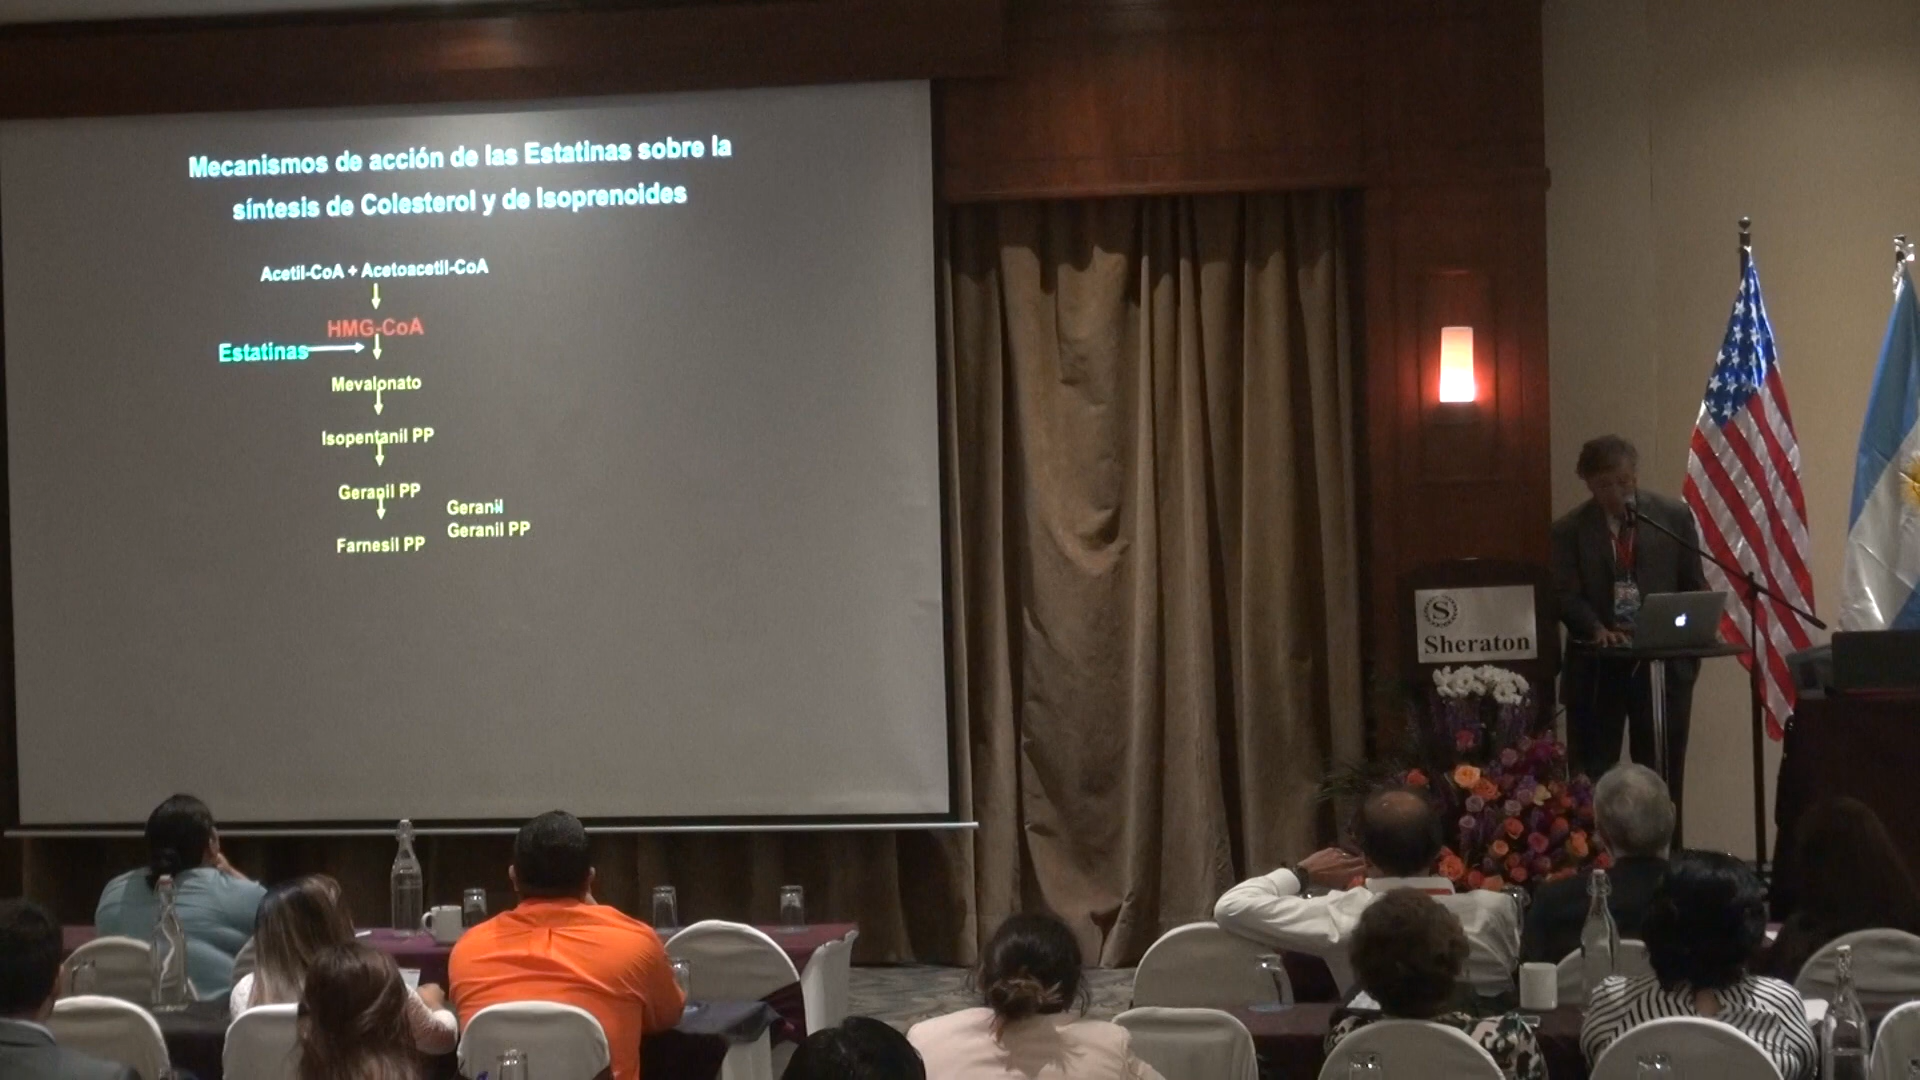 Mecanismos de acción de las Estatinas sobre la
síntesis de Colesterol y de Isoprenoides
Acetil-CoA + Acetoacetil-CoA
HMG-CoA
Estatinas
Mevalonato
Isopentanil PP
Geranil PP
Geranil
Geranil PP
Farnesil PP
S
Sheraton